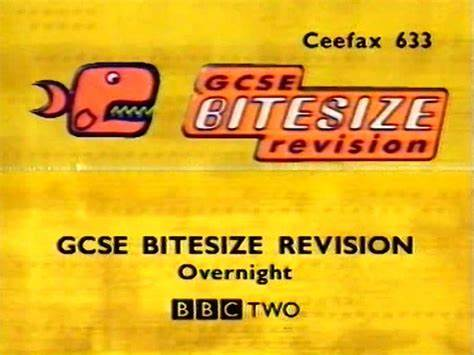 Ceefax 633
GCSE
BITESIZE
revision
GCSE BITESIZE REVISION
Overnight
BBC TWO